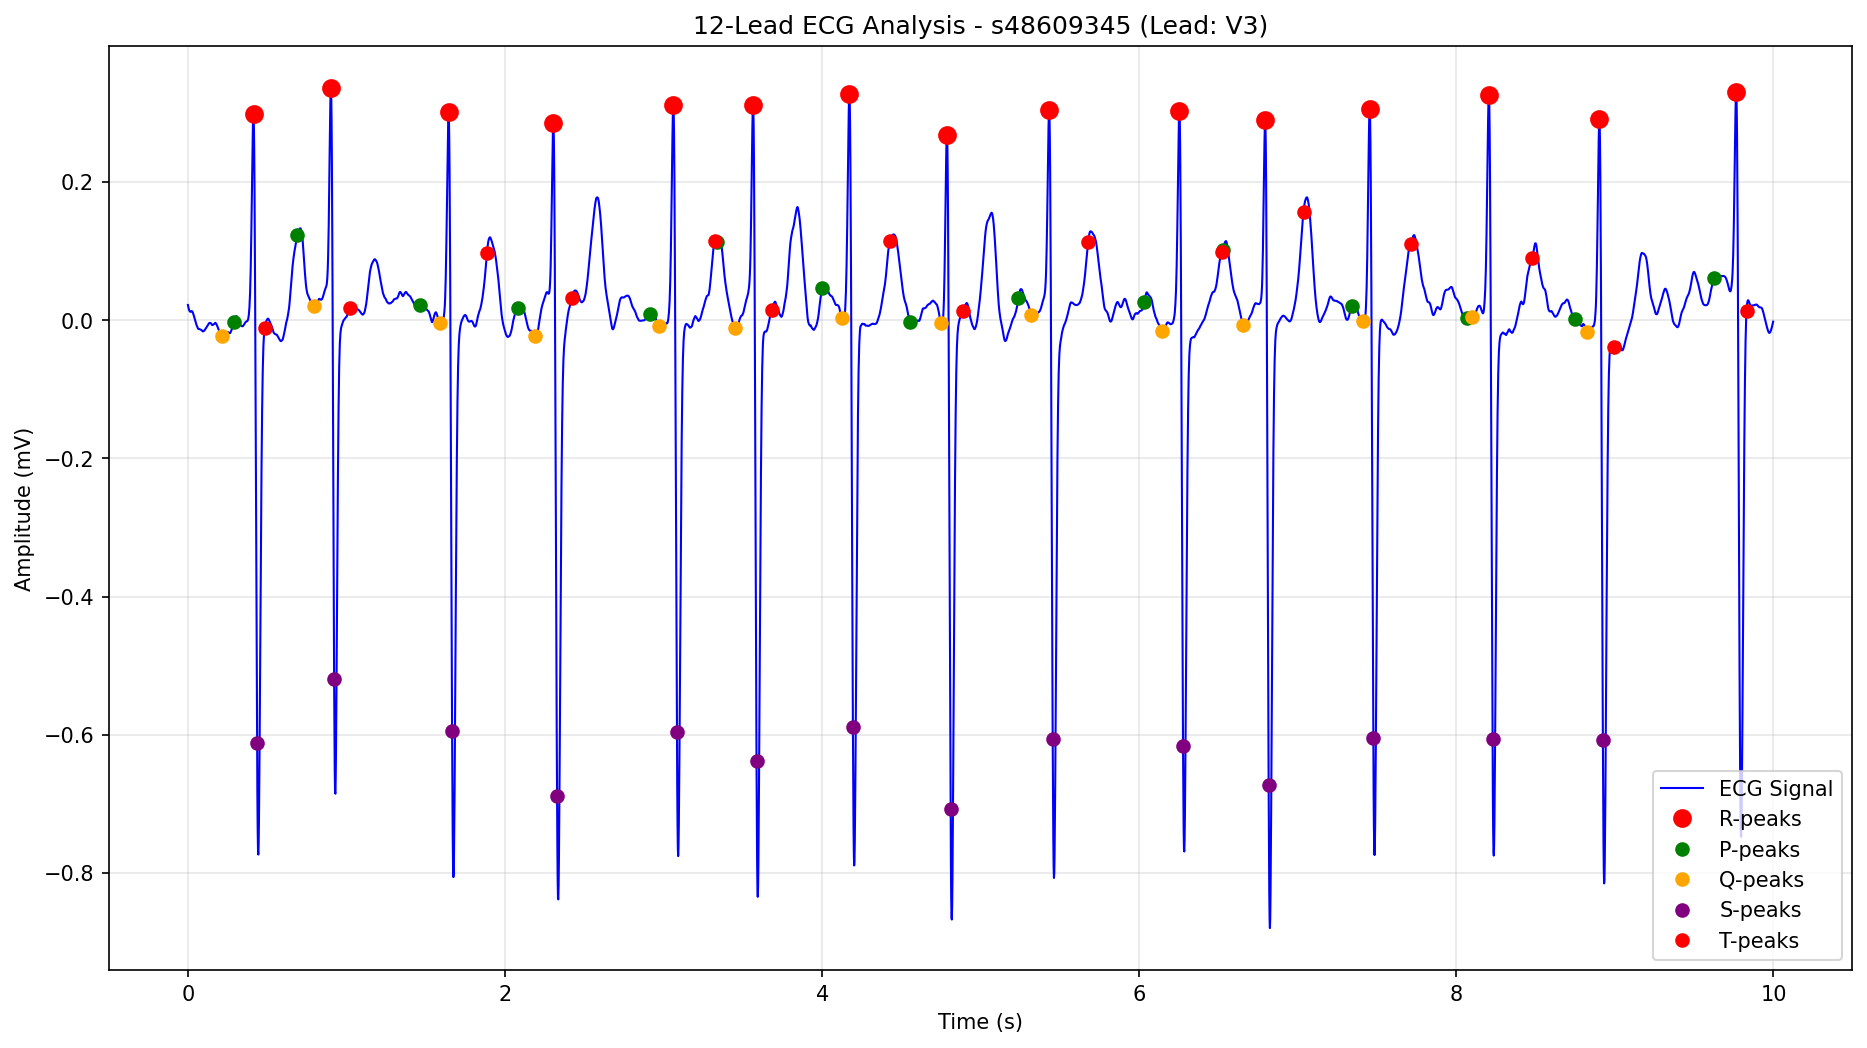 12-Lead ECG Analysis - s48609345 (Lead: V3)
Amplitude (mV)
0.2
0.0
−0.2
−0.4
−0.6
−0.8
0 2 4 6 8 10
Time (s)
ECG Signal
R-peaks
P-peaks
Q-peaks
S-peaks
T-peaks